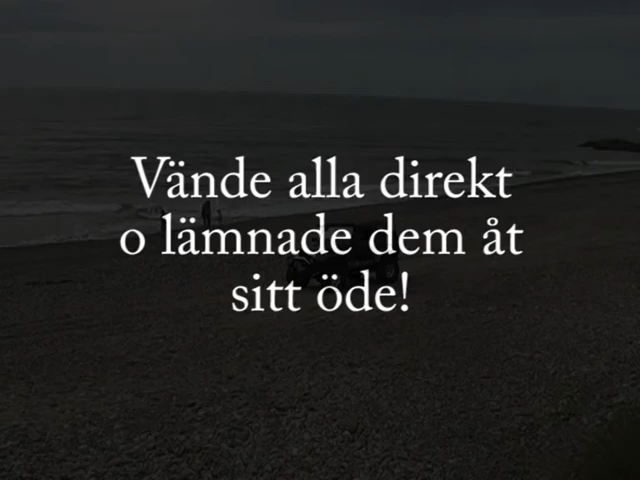 Vände alla direkt
o lämnade dem åt
sitt öde!